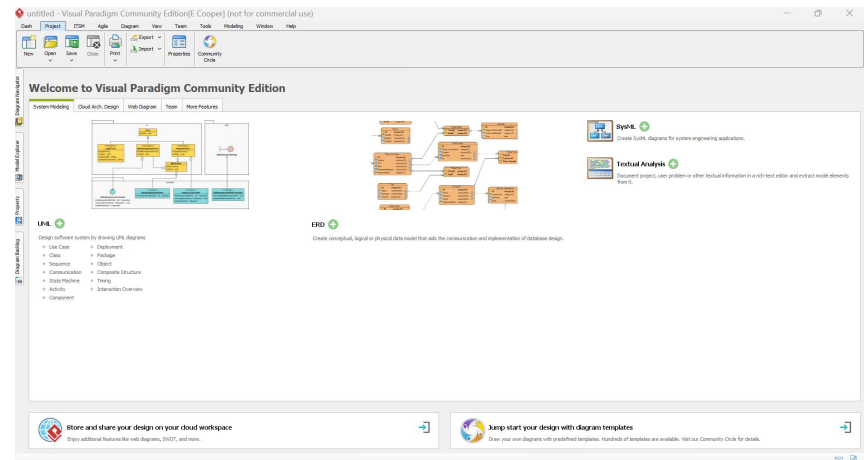 untitled - Visual Paradigm Community Edition[E Cooper] (not for commercial use)
Dash Project ITSM Agile Diagram View Team Tools Modeling Window Help
New Open Save Close Print Export Import Properties Community Circle
Diagram Navigator
Model Explorer
Property
Diagram Backlog
Welcome to Visual Paradigm Community Edition
System Modeling Cloud Arch. Design Web Diagram Team More Features
UML
Design software system by drawing UML diagrams
Use Case Deployment
Class Package
Sequence Object
Communication Composite Structure
State Machine Timing
Activity Interaction Overview
Component
ERD
Create conceptual, logical or physical data model that aids the communication and implementation of database design.
SysML
Create SysML diagrams for system engineering applications.
Textual Analysis
Document project, user problem or other textual information in a rich-text editor and extract model elements
from it.
Store and share your design on your cloud workspace
Enjoy additional features like web diagrams, SWOT, and more.
Jump start your design with diagram templates
Draw your own diagrams with predefined templates. Hundreds of templates are available. Visit our Community Circle for details.